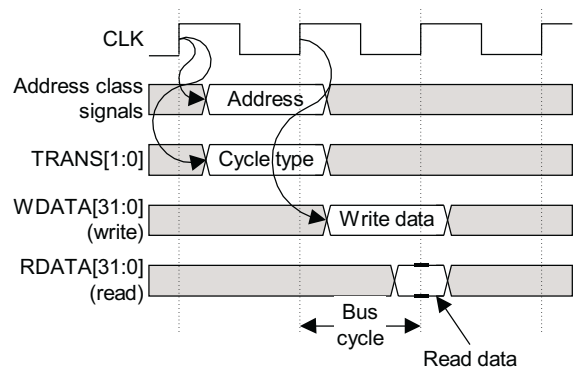 CLK
Address class
signals
Address
TRANS[1:0]
Cycle type
WDATA[31:0]
(write)
Write data
RDATA[31:0]
(read)
Bus
cycle
Read data